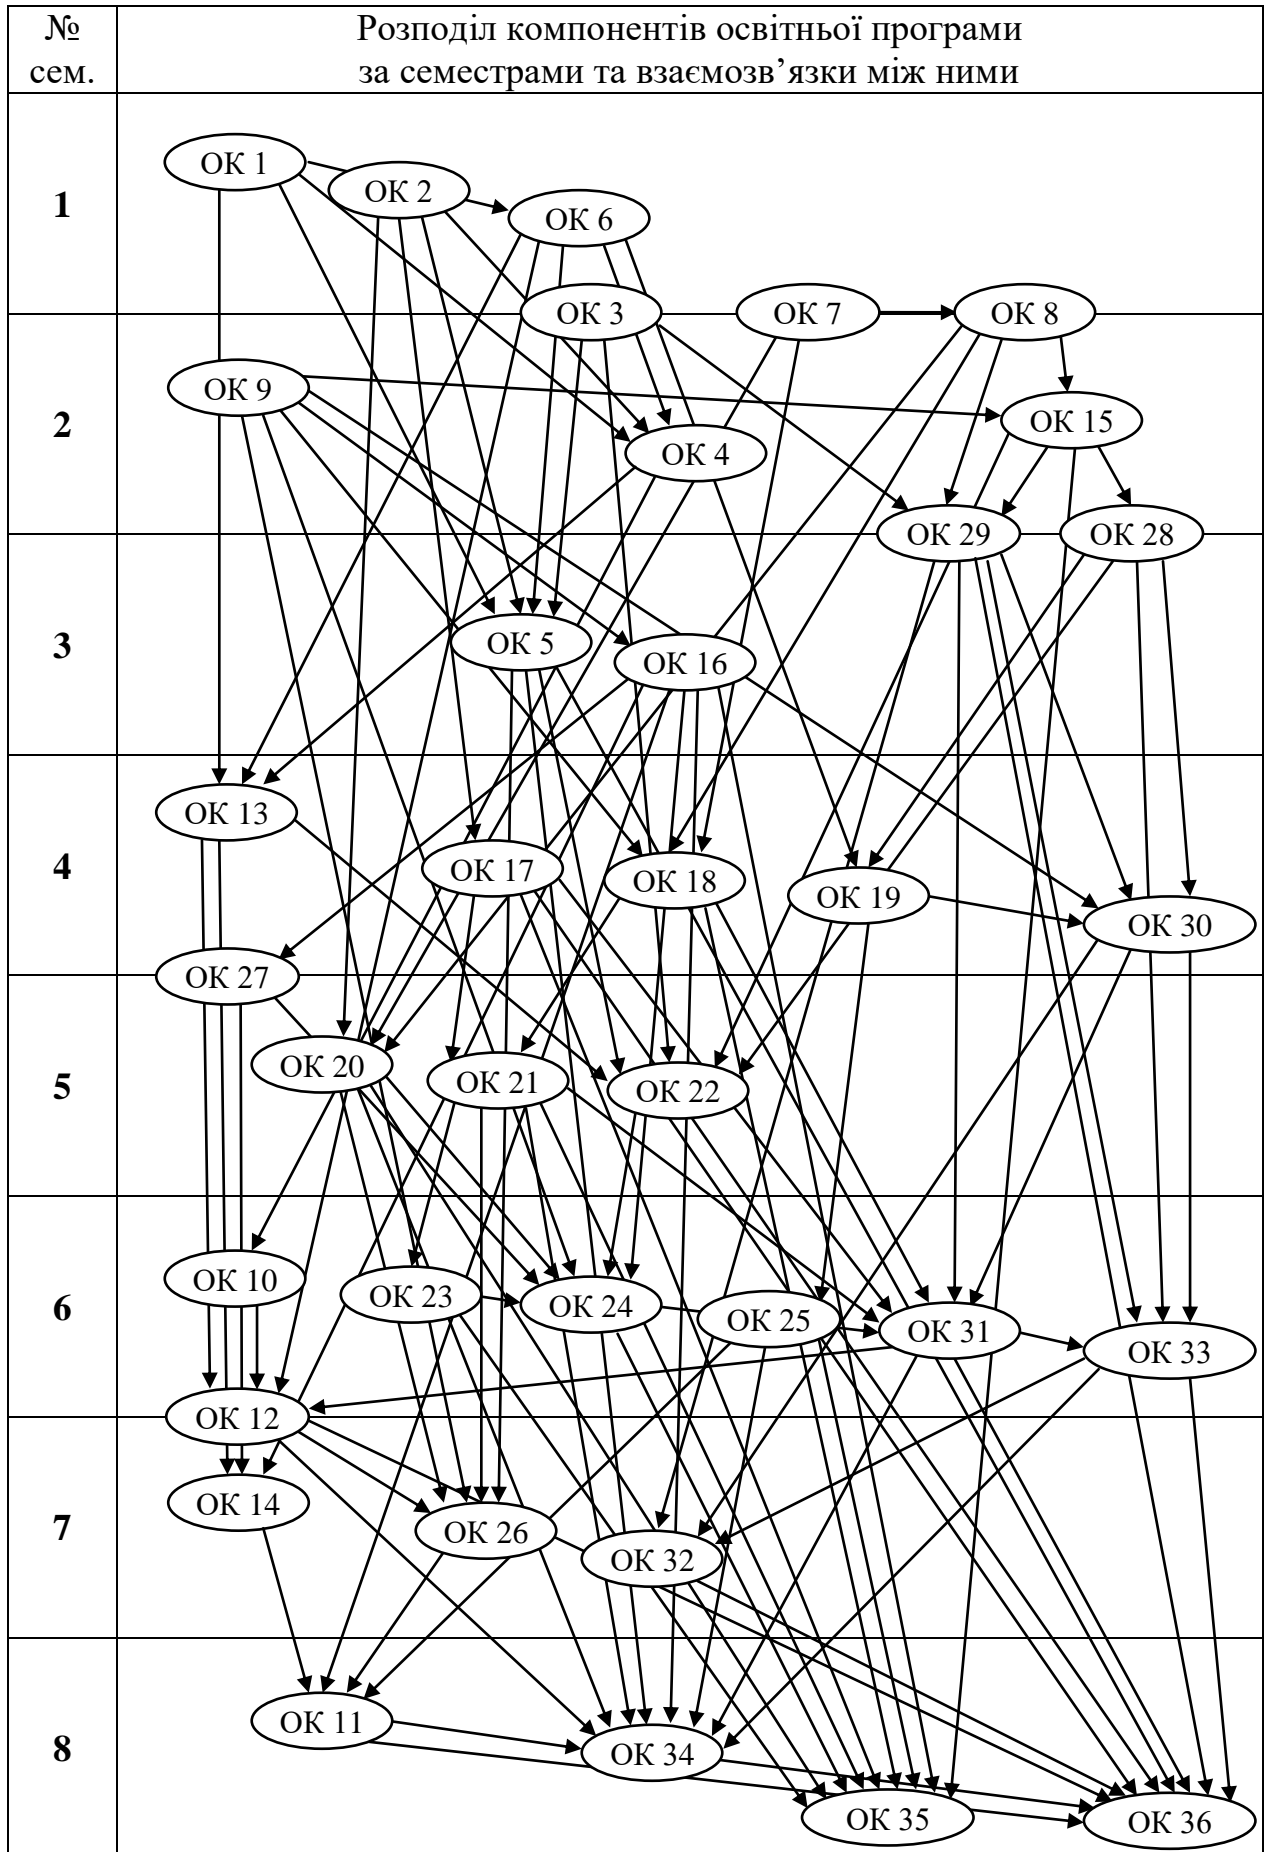 №
сем.
Розподіл компонентів освітньої програми
за семестрами та взаємозв’язки між ними
1
ОК 1
ОК 2
ОК 6
ОК 3
ОК 7
ОК 8
2
ОК 9
ОК 15
ОК 4
ОК 29
ОК 28
3
ОК 5
ОК 16
4
ОК 13
ОК 17
ОК 18
ОК 19
ОК 30
ОК 27
5
ОК 20
ОК 21
ОК 22
6
ОК 10
ОК 23
ОК 24
ОК 25
ОК 31
ОК 33
ОК 12
7
ОК 14
ОК 26
ОК 32
8
ОК 11
ОК 34
ОК 35
ОК 36